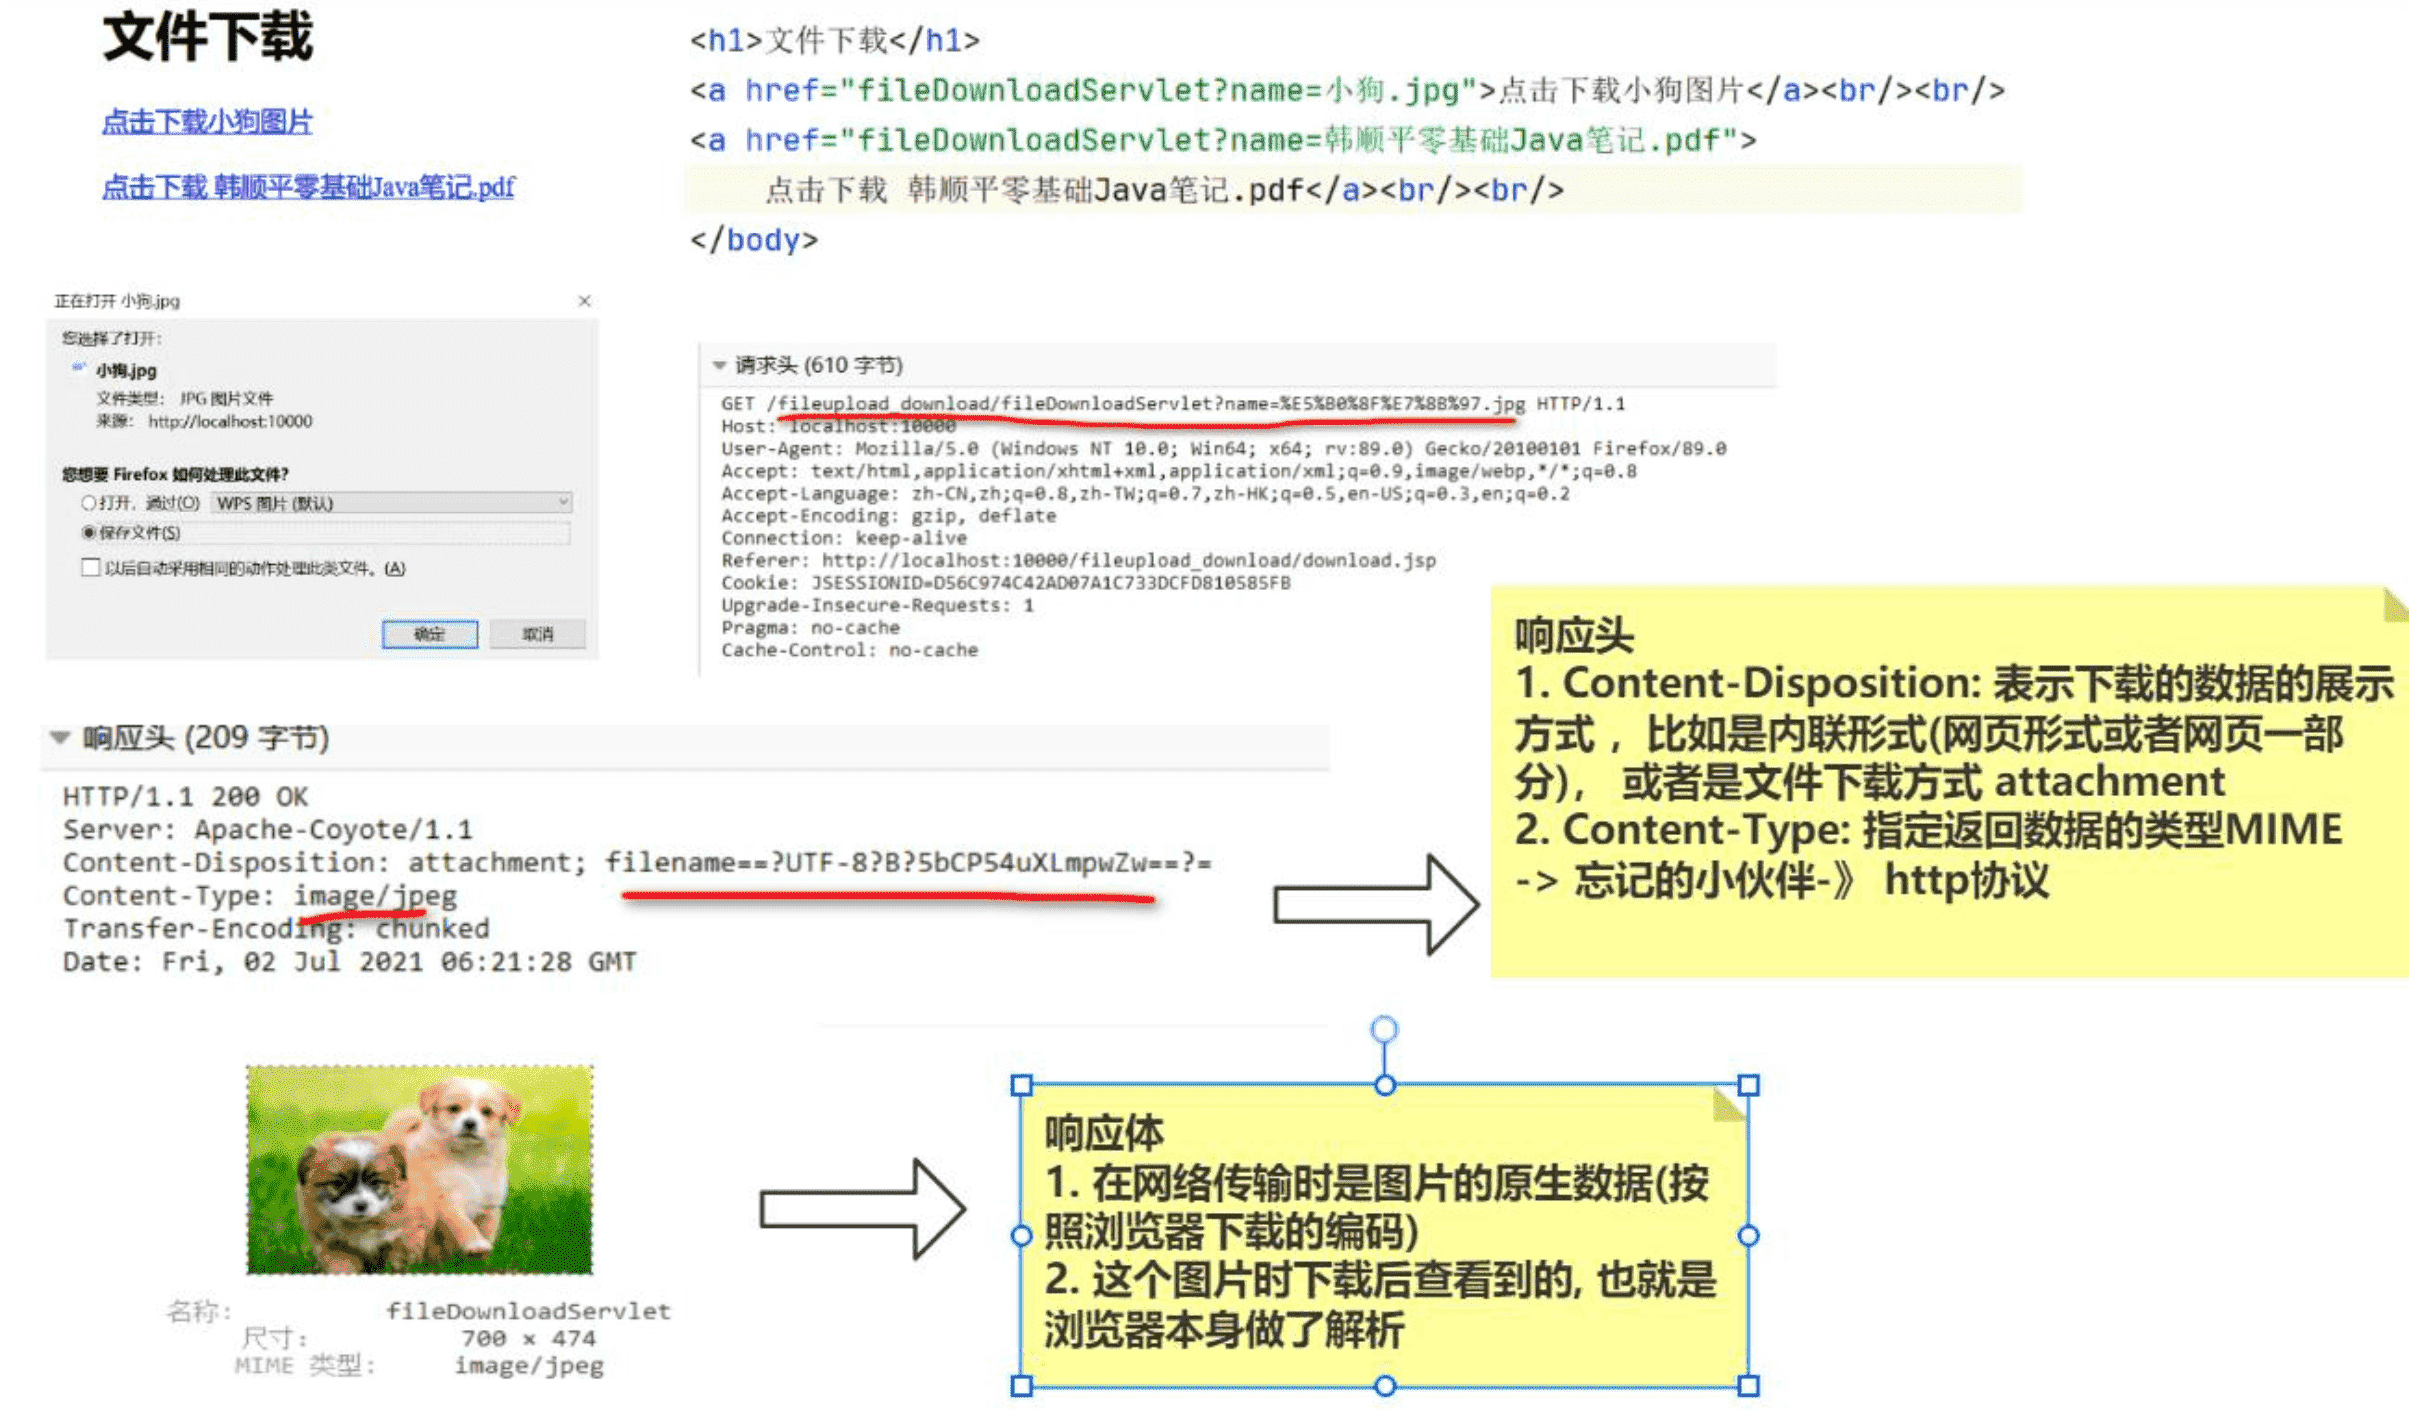 文件下载
点击下载小狗图片
点击下载 韩顺平零基础Java笔记.pdf
<h1>文件下载</h1>
<a href="fileDownloadServlet?name=小狗.jpg">点击下载小狗图片</a><br/><br/>
<a href="fileDownloadServlet?name=韩顺平零基础Java笔记.pdf">
点击下载 韩顺平零基础Java笔记.pdf</a><br/><br/>
</body>
正在打开 小狗.jpg
您选择了打开:
小狗.jpg
文件类型: JPG 图片文件
来源: http://localhost:10000
您想要 Firefox 如何处理此文件?
打开，通过(O) WPS 图片 (默认)
保存文件(S)
以后自动采用相同的动作处理此类文件。(A)
确定 取消
请求头 (610 字节)
GET /fileupload_download/fileDownloadServlet?name=%E5%B0%8F%E7%8B%97.jpg HTTP/1.1
Host: localhost:10000
User-Agent: Mozilla/5.0 (Windows NT 10.0; Win64; x64; rv:89.0) Gecko/20100101 Firefox/89.0
Accept: text/html,application/xhtml+xml,application/xml;q=0.9,image/webp,*/*;q=0.8
Accept-Language: zh-CN,zh;q=0.8,zh-TW;q=0.7,zh-HK;q=0.5,en-US;q=0.3,en;q=0.2
Accept-Encoding: gzip, deflate
Connection: keep-alive
Referer: http://localhost:10000/fileupload_download/download.jsp
Cookie: JSESSIONID=D56C974C42AD07A1C733DCFD810585FB
Upgrade-Insecure-Requests: 1
Pragma: no-cache
Cache-Control: no-cache
响应头 (209 字节)
HTTP/1.1 200 OK
Server: Apache-Coyote/1.1
Content-Disposition: attachment; filename==?UTF-8?B?5bCP54uXLmpwZw==?=
Content-Type: image/jpeg
Transfer-Encoding: chunked
Date: Fri, 02 Jul 2021 06:21:28 GMT
响应头
1. Content-Disposition: 表示下载的数据的展示
方式 ，比如是内联形式(网页形式或者网页一部
分)， 或者是文件下载方式 attachment
2. Content-Type: 指定返回数据的类型MIME
-> 忘记的小伙伴-》 http协议
名称: fileDownloadServlet
尺寸: 700 × 474
MIME 类型: image/jpeg
响应体
1. 在网络传输时是图片的原生数据(按
照浏览器下载的编码)
2. 这个图片时下载后查看到的, 也就是
浏览器本身做了解析